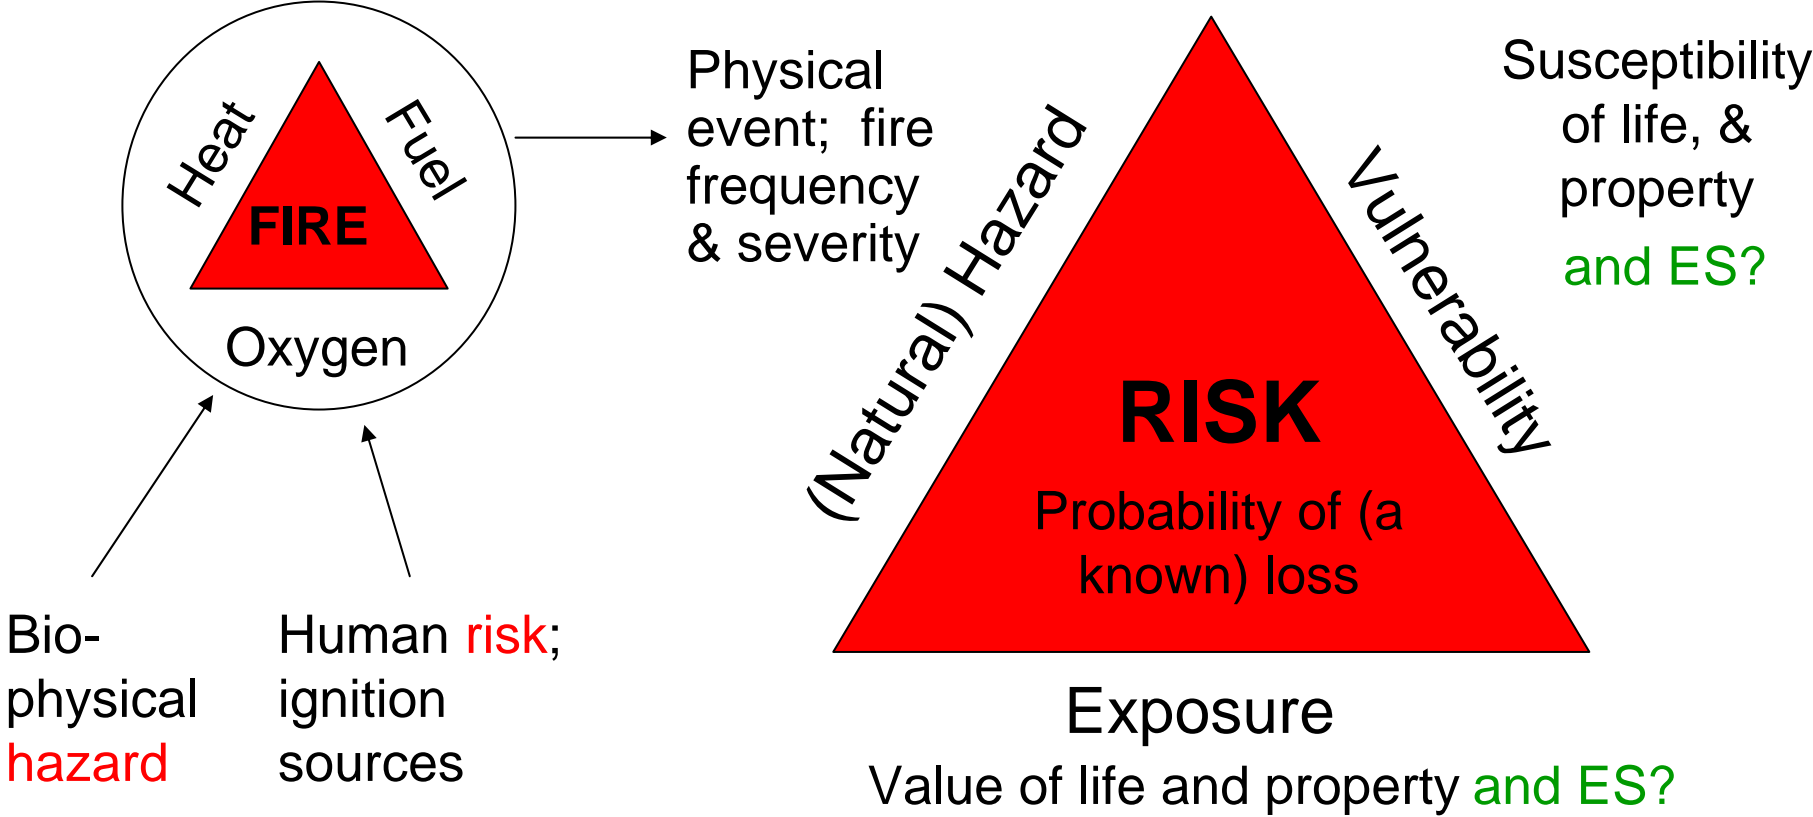 Heat
Fuel
FIRE
Oxygen
Bio-
physical
hazard
Human risk;
ignition
sources
Physical
event;  fire
frequency
& severity
(Natural) Hazard
Vulnerability
RISK
Probability of (a
known) loss
Exposure
Value of life and property and ES?
Susceptibility
of life, &
property
and ES?